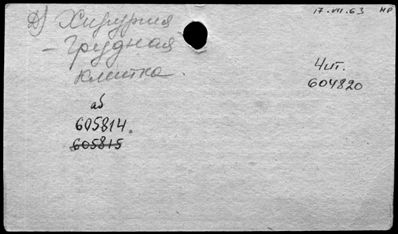 Д) Хирургия
17.VII.63 НР
– Грудная
клетка.
Чит.
604820
аб
605814.
605815